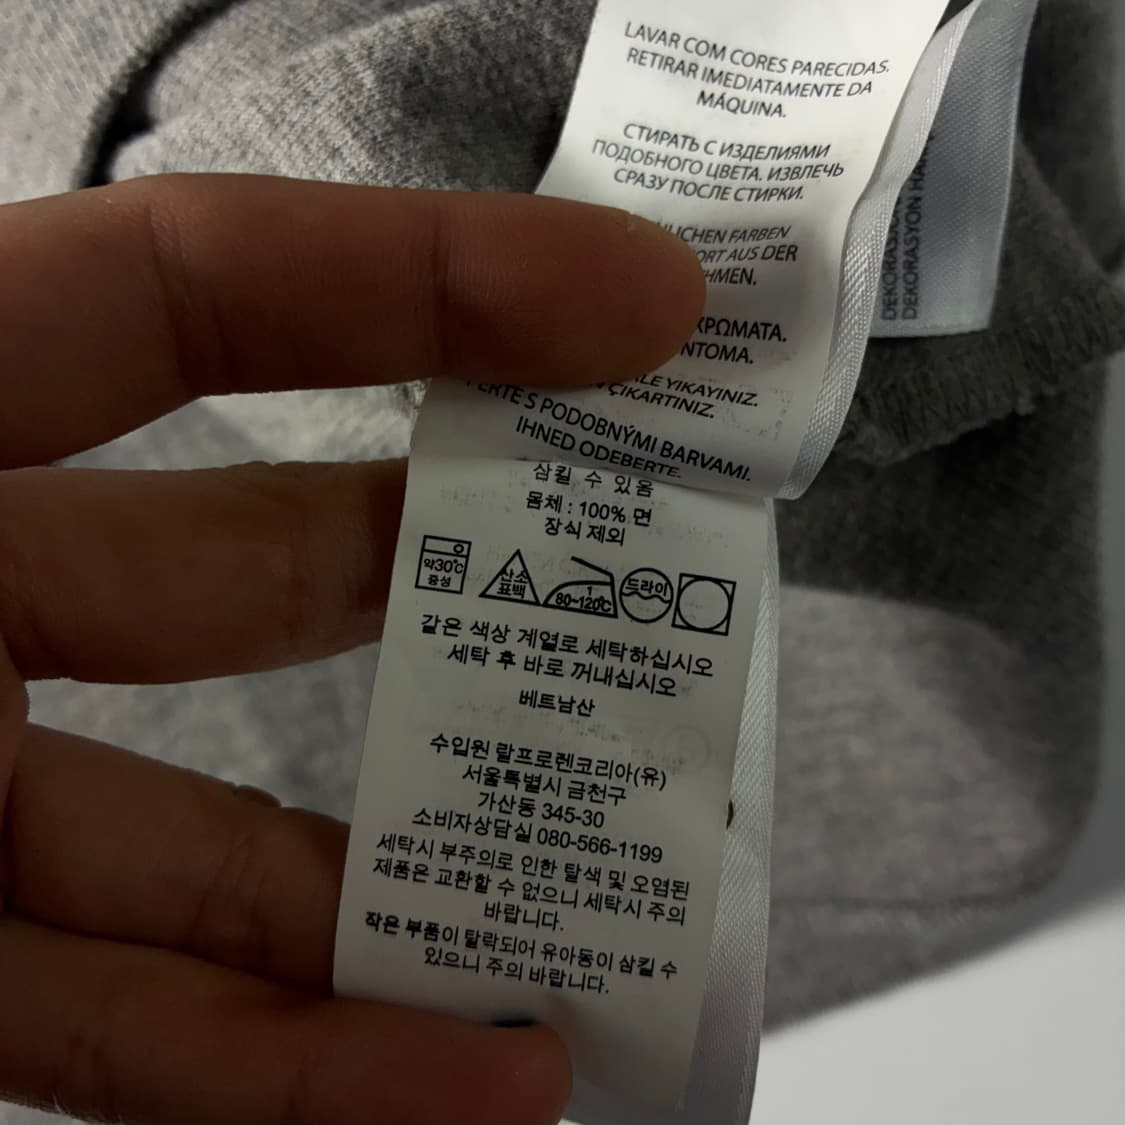 LAVAR COM CORES PARECIDAS.
RETIRAR IMEDIATAMENTE DA
MÁQUINA.
СТИРАТЬ С ИЗДЕЛИЯМИ
ПОДОБНОГО ЦВЕТА. ИЗВЛЕЧЬ
СРАЗУ ПОСЛЕ СТИРКИ.
FARBEN
AUS DER
S PODOBNÝMI BARVAMI.
IHNED ODEBERTE.
YIKAYINIZ.
ÇIKARTINIZ.
DEKORASYON
삼킬 수 있음
몸체 : 100% 면
장식 제외
약30℃
중성
산소
표백
1
80~120℃
드라이
같은 색상 계열로 세탁하십시오
세탁 후 바로 꺼내십시오
베트남산
수입원 랄프로렌코리아(유)
서울특별시 금천구
가산동 345-30
소비자상담실 080-566-1199
세탁시 부주의로 인한 탈색 및 오염된
제품은 교환할 수 없으니 세탁시 주의
바랍니다.
작은 부품이 탈락되어 유아동이 삼킬 수
있으니 주의 바랍니다.